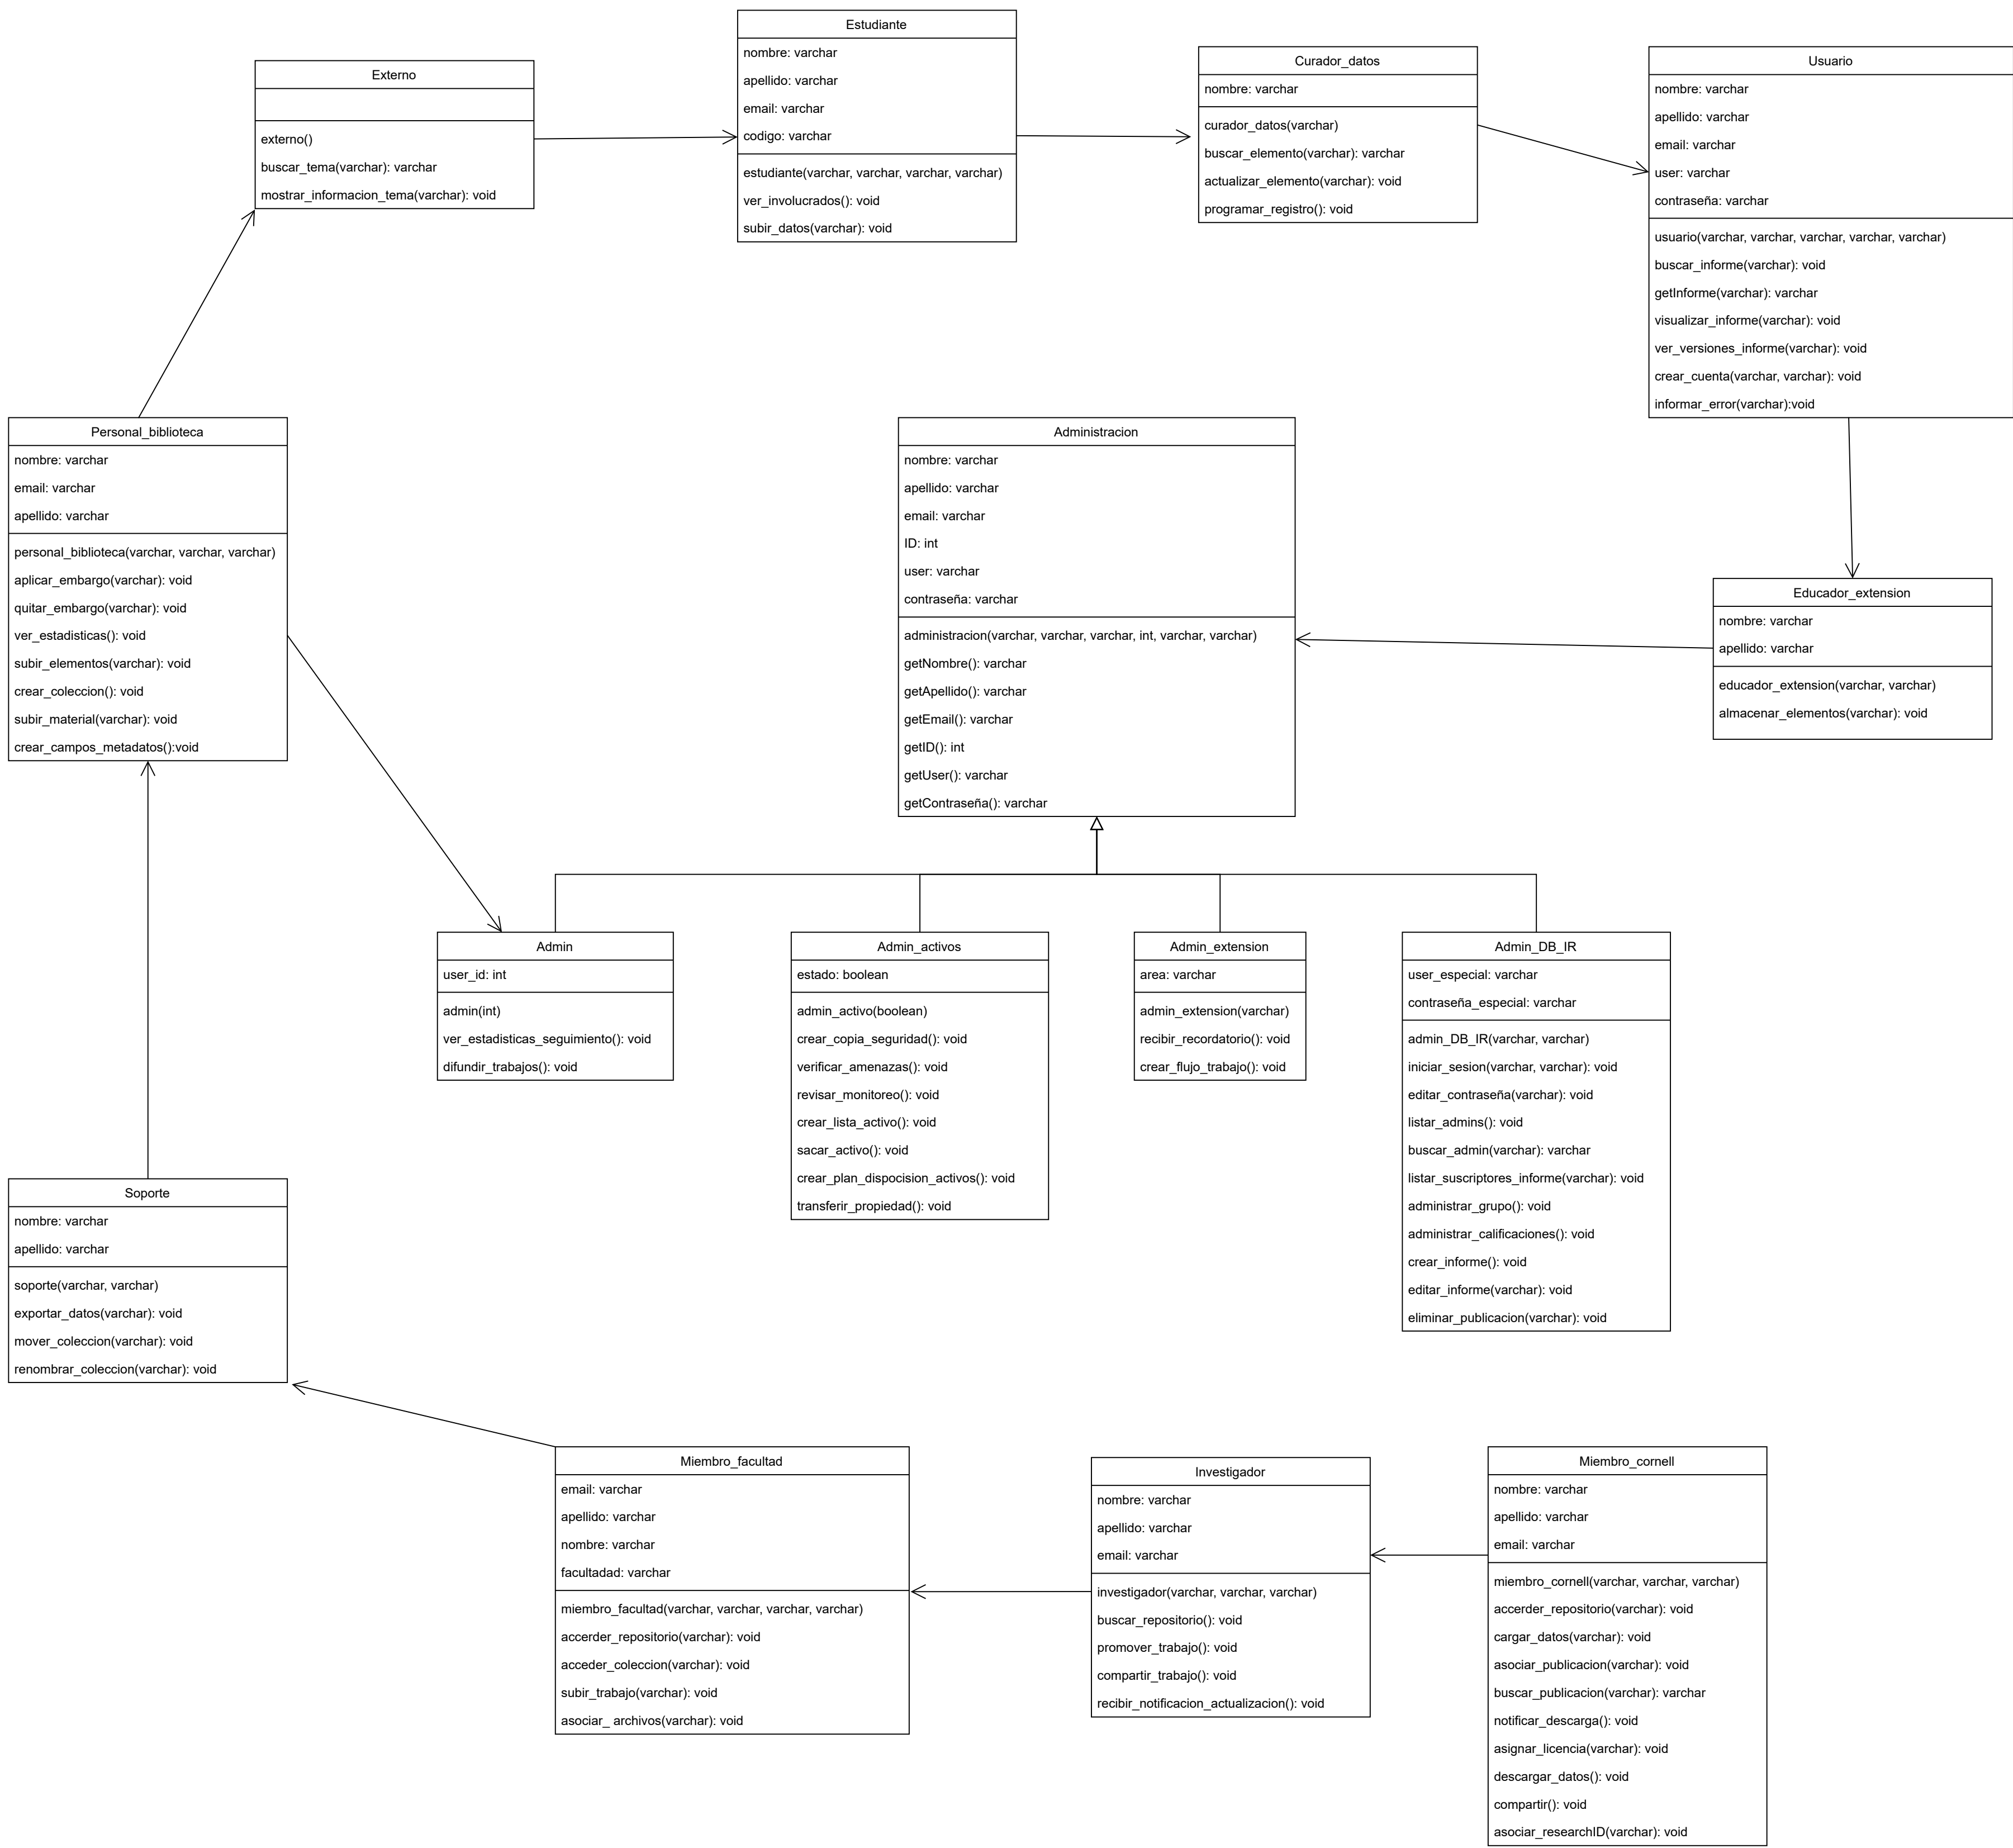 Estudiante
nombre: varchar
apellido: varchar
email: varchar
codigo: varchar
estudiante(varchar, varchar, varchar, varchar)
ver_involucrados(): void
subir_datos(varchar): void
Externo
externo()
buscar_tema(varchar): varchar
mostrar_informacion_tema(varchar): void
Curador_datos
nombre: varchar
curador_datos(varchar)
buscar_elemento(varchar): varchar
actualizar_elemento(varchar): void
programar_registro(): void
Usuario
nombre: varchar
apellido: varchar
email: varchar
user: varchar
contraseña: varchar
usuario(varchar, varchar, varchar, varchar, varchar)
buscar_informe(varchar): void
getInforme(varchar): varchar
visualizar_informe(varchar): void
ver_versiones_informe(varchar): void
crear_cuenta(varchar, varchar): void
informar_error(varchar):void
Personal_biblioteca
nombre: varchar
email: varchar
apellido: varchar
personal_biblioteca(varchar, varchar, varchar)
aplicar_embargo(varchar): void
quitar_embargo(varchar): void
ver_estadisticas(): void
subir_elementos(varchar): void
crear_coleccion(): void
subir_material(varchar): void
crear_campos_metadatos():void
Administracion
nombre: varchar
apellido: varchar
email: varchar
ID: int
user: varchar
contraseña: varchar
administracion(varchar, varchar, varchar, int, varchar, varchar)
getNombre(): varchar
getApellido(): varchar
getEmail(): varchar
getID(): int
getUser(): varchar
getContraseña(): varchar
Educador_extension
nombre: varchar
apellido: varchar
educador_extension(varchar, varchar)
almacenar_elementos(varchar): void
Admin
user_id: int
admin(int)
ver_estadisticas_seguimiento(): void
difundir_trabajos(): void
Admin_activos
estado: boolean
admin_activo(boolean)
crear_copia_seguridad(): void
verificar_amenazas(): void
revisar_monitoreo(): void
crear_lista_activo(): void
sacar_activo(): void
crear_plan_dispocision_activos(): void
transferir_propiedad(): void
Admin_extension
area: varchar
admin_extension(varchar)
recibir_recordatorio(): void
crear_flujo_trabajo(): void
Admin_DB_IR
user_especial: varchar
contraseña_especial: varchar
admin_DB_IR(varchar, varchar)
iniciar_sesion(varchar, varchar): void
editar_contraseña(varchar): void
listar_admins(): void
buscar_admin(varchar): varchar
listar_suscriptores_informe(varchar): void
administrar_grupo(): void
administrar_calificaciones(): void
crear_informe(): void
editar_informe(varchar): void
eliminar_publicacion(varchar): void
Soporte
nombre: varchar
apellido: varchar
soporte(varchar, varchar)
exportar_datos(varchar): void
mover_coleccion(varchar): void
renombrar_coleccion(varchar): void
Miembro_facultad
email: varchar
apellido: varchar
nombre: varchar
facultadad: varchar
miembro_facultad(varchar, varchar, varchar, varchar)
accerder_repositorio(varchar): void
acceder_coleccion(varchar): void
subir_trabajo(varchar): void
asociar_ archivos(varchar): void
Investigador
nombre: varchar
apellido: varchar
email: varchar
investigador(varchar, varchar, varchar)
buscar_repositorio(): void
promover_trabajo(): void
compartir_trabajo(): void
recibir_notificacion_actualizacion(): void
Miembro_cornell
nombre: varchar
apellido: varchar
email: varchar
miembro_cornell(varchar, varchar, varchar)
accerder_repositorio(varchar): void
cargar_datos(varchar): void
asociar_publicacion(varchar): void
buscar_publicacion(varchar): varchar
notificar_descarga(): void
asignar_licencia(varchar): void
descargar_datos(): void
compartir(): void
asociar_researchID(varchar): void